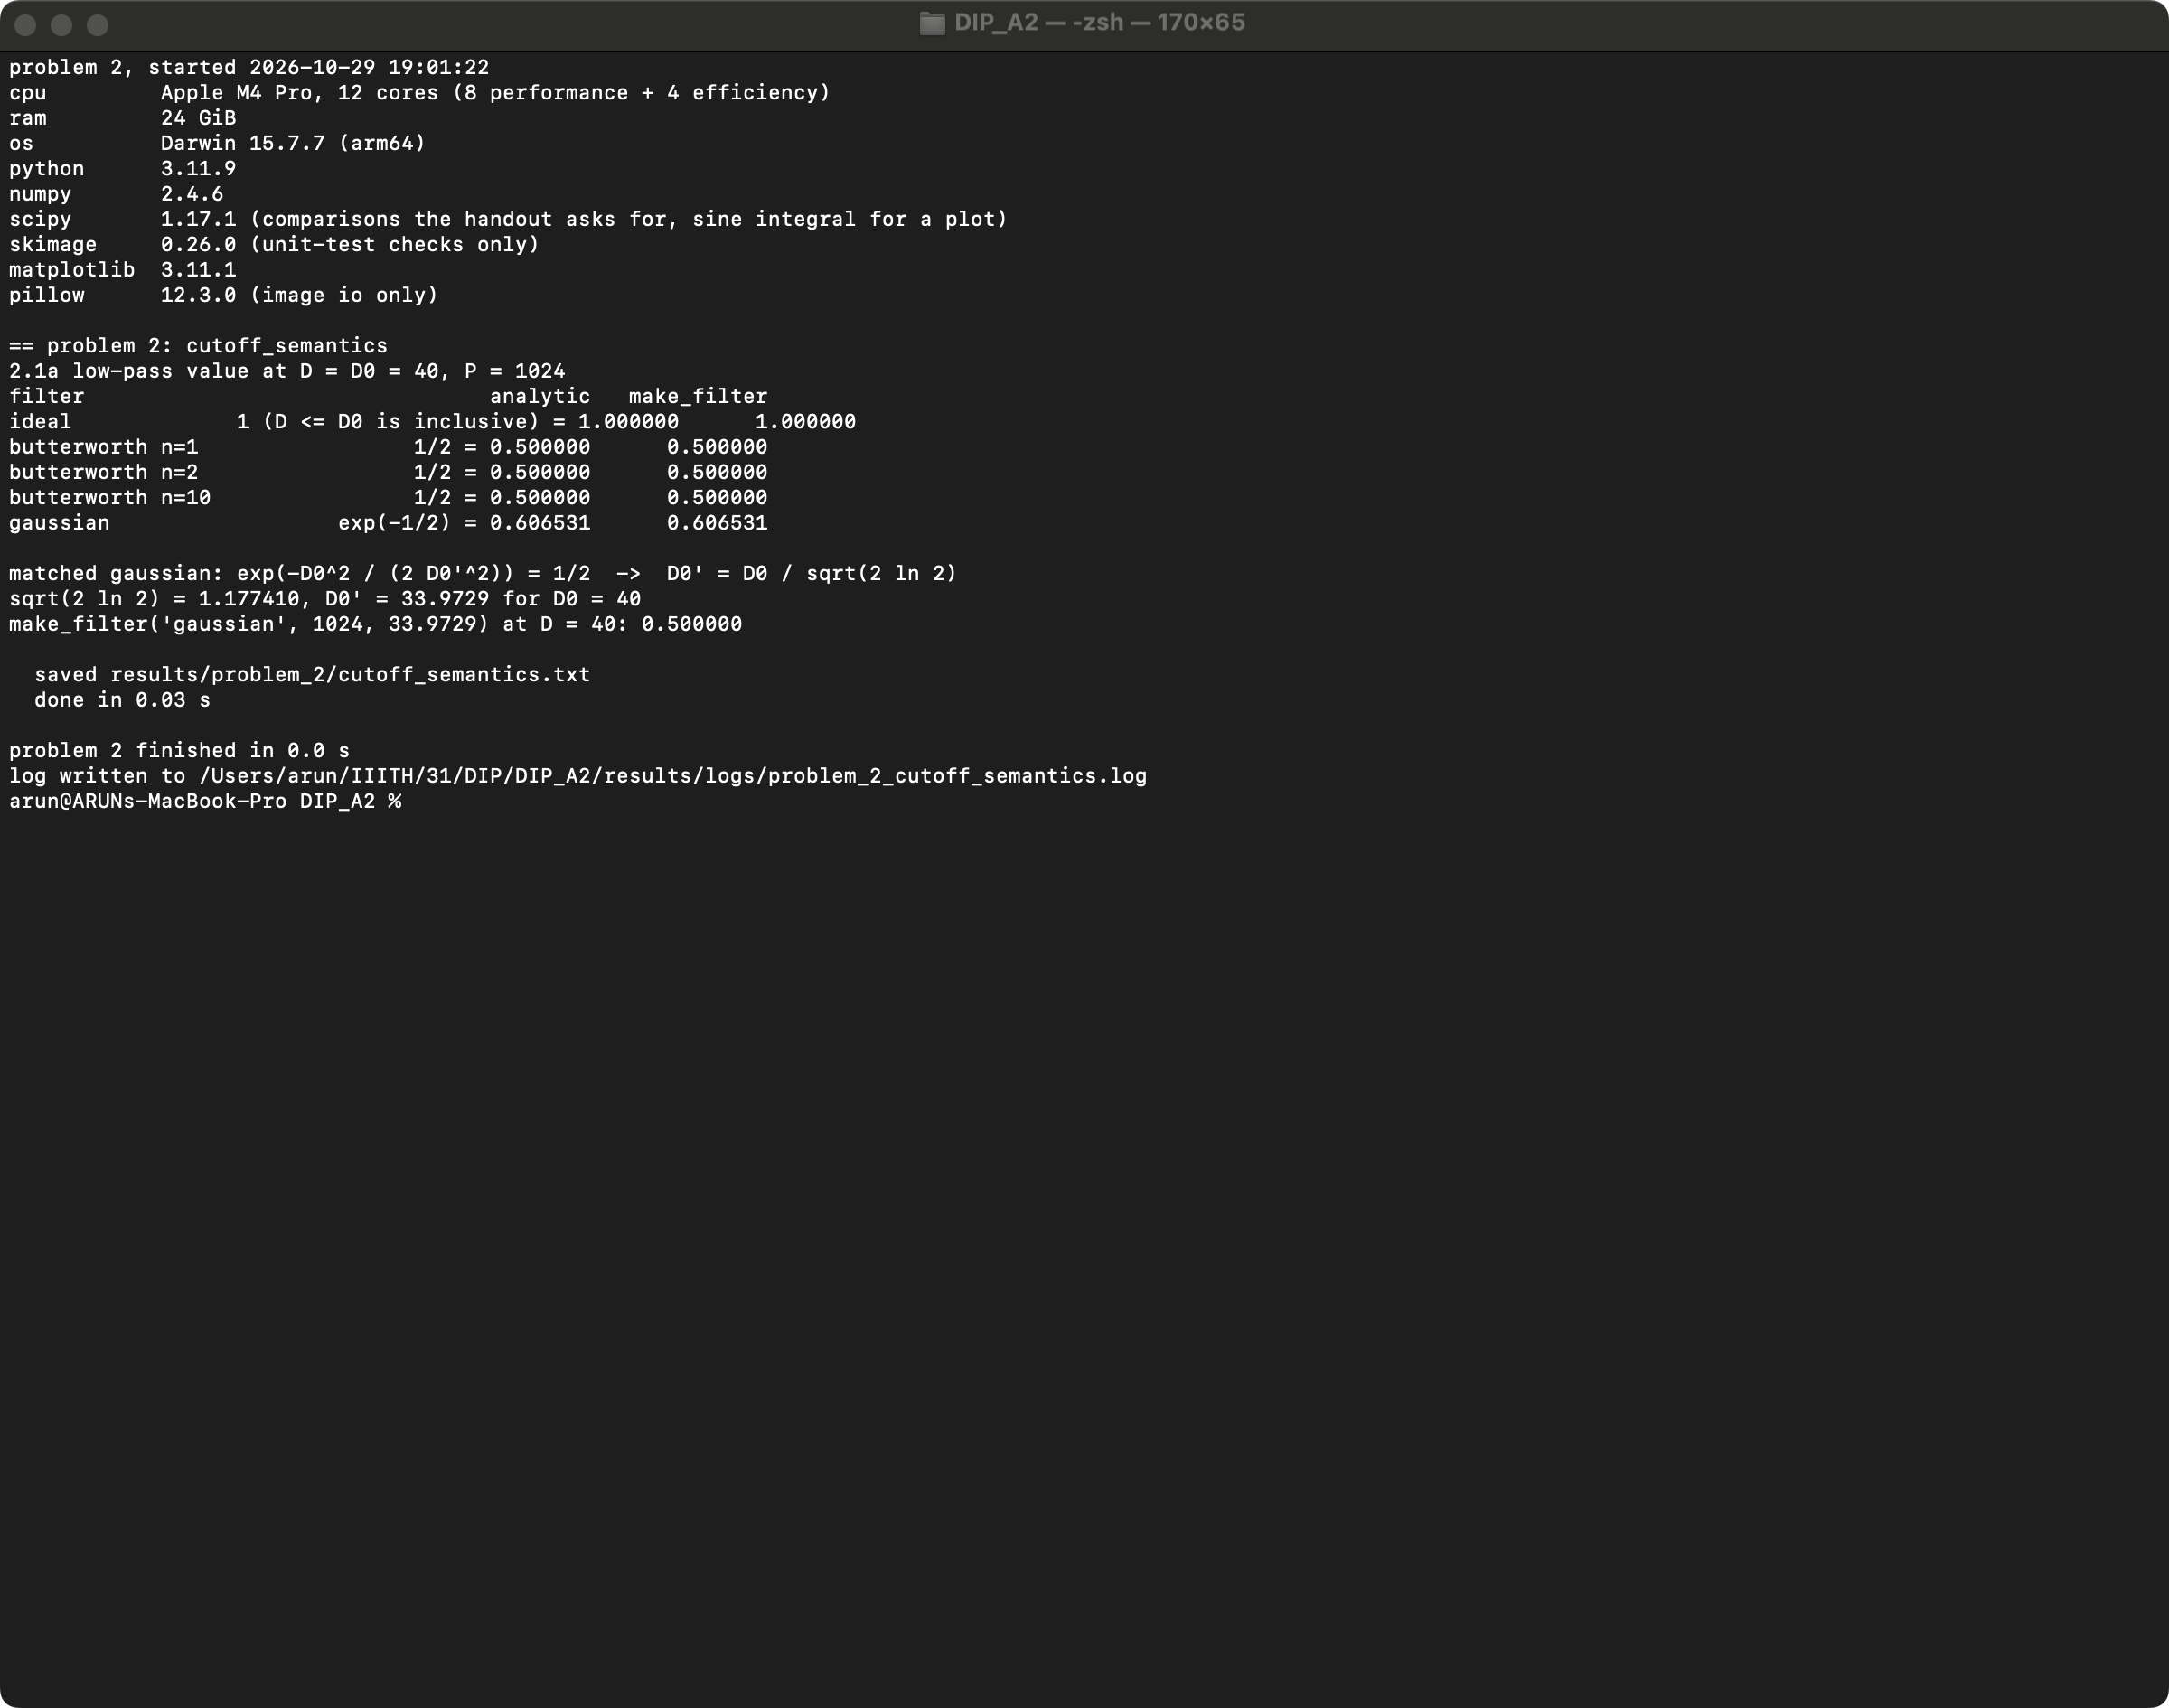 DIP_A2 — -zsh — 170×65
problem 2, started 2026-10-29 19:01:22
cpu         Apple M4 Pro, 12 cores (8 performance + 4 efficiency)
ram         24 GiB
os          Darwin 15.7.7 (arm64)
python      3.11.9
numpy       2.4.6
scipy       1.17.1 (comparisons the handout asks for, sine integral for a plot)
skimage     0.26.0 (unit-test checks only)
matplotlib  3.11.1
pillow      12.3.0 (image io only)

== problem 2: cutoff_semantics
2.1a low-pass value at D = D0 = 40, P = 1024
filter                                analytic   make_filter
ideal             1 (D <= D0 is inclusive) = 1.000000      1.000000
butterworth n=1                 1/2 = 0.500000      0.500000
butterworth n=2                 1/2 = 0.500000      0.500000
butterworth n=10                1/2 = 0.500000      0.500000
gaussian                  exp(-1/2) = 0.606531      0.606531

matched gaussian: exp(-D0^2 / (2 D0'^2)) = 1/2  ->  D0' = D0 / sqrt(2 ln 2)
sqrt(2 ln 2) = 1.177410, D0' = 33.9729 for D0 = 40
make_filter('gaussian', 1024, 33.9729) at D = 40: 0.500000

  saved results/problem_2/cutoff_semantics.txt
  done in 0.03 s

problem 2 finished in 0.0 s
log written to /Users/arun/IIITH/31/DIP/DIP_A2/results/logs/problem_2_cutoff_semantics.log
arun@ARUNs-MacBook-Pro DIP_A2 %